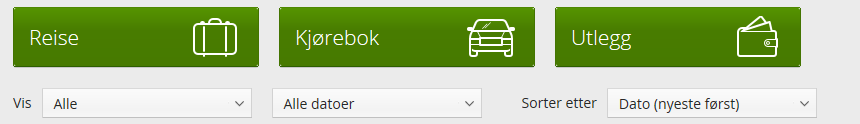 Reise Kjørebok Utlegg
Vis Alle Alle datoer Sorter etter Dato (nyeste først)